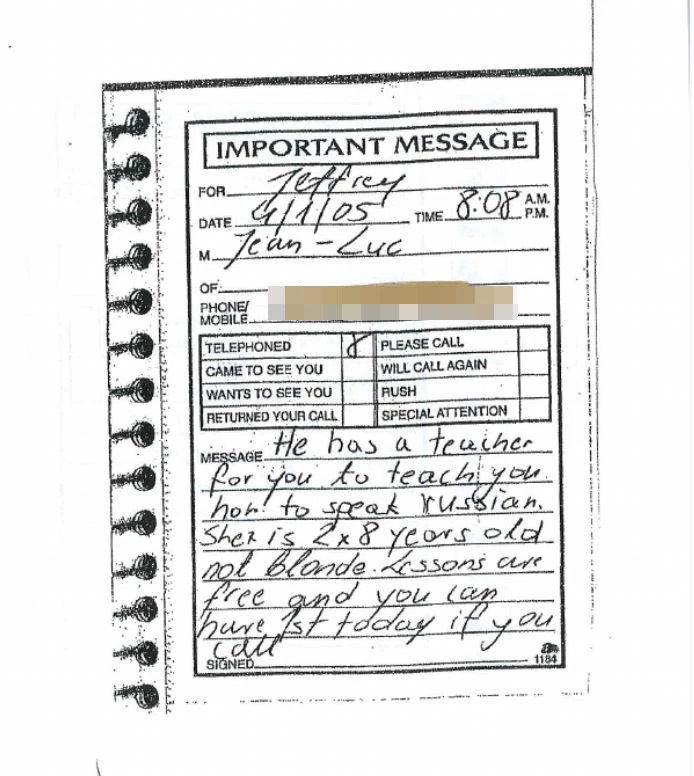 IMPORTANT MESSAGE
FOR Jeffrey
DATE 4/1/05 TIME 8:08 A.M. P.M.
M Jean-Luc
OF
PHONE/ MOBILE
TELEPHONED PLEASE CALL
CAME TO SEE YOU WILL CALL AGAIN
WANTS TO SEE YOU RUSH
RETURNED YOUR CALL SPECIAL ATTENTION
MESSAGE He has a teacher
for you to teach you
how to speak russian.
She is 2x8 years old
not blonde. Lessons are
free and you can
have 1st today if you
call
SIGNED 1184